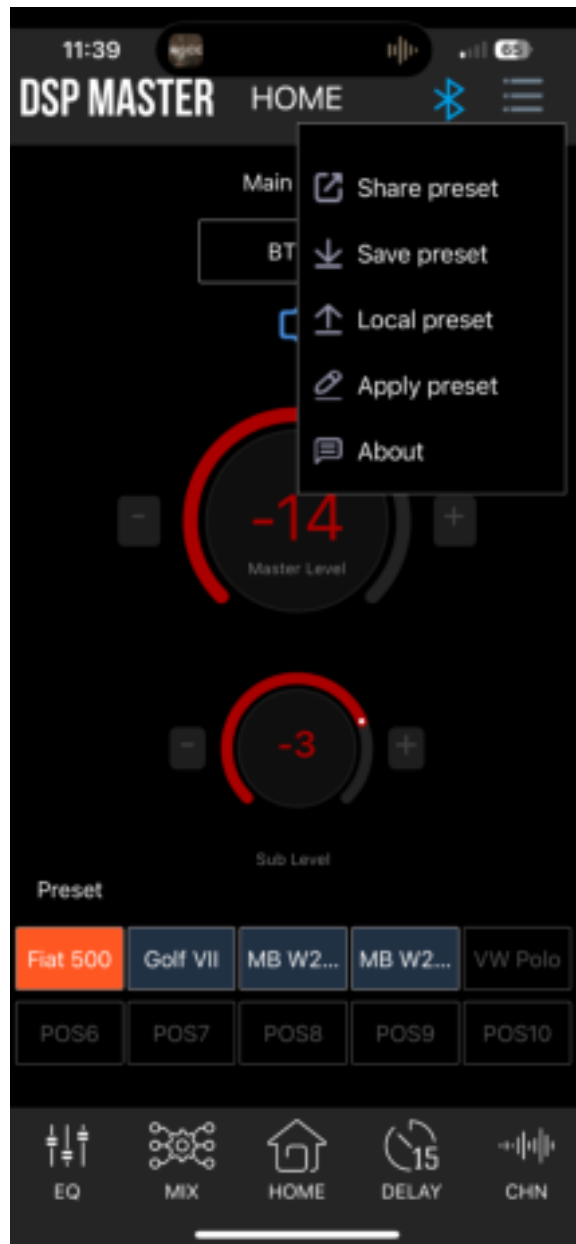 11:39
63
DSP MASTER HOME
Main
BT
Share preset
Save preset
Local preset
Apply preset
About
-
-14
+
Master Level
-
-3
+
Sub Level
Preset
Fiat 500 Golf VII MB W2... MB W2... VW Polo
POS6 POS7 POS8 POS9 POS10
15
EQ MIX HOME DELAY CHN